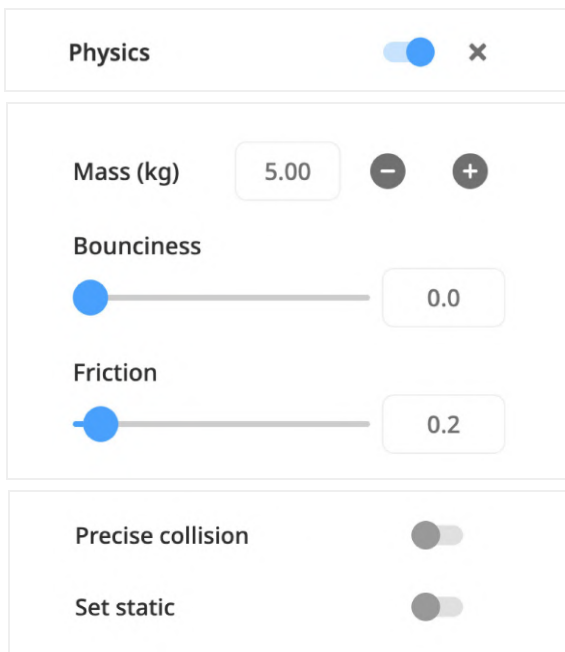 Physics
Mass (kg) 5.00
Bounciness
0.0
Friction
0.2
Precise collision
Set static